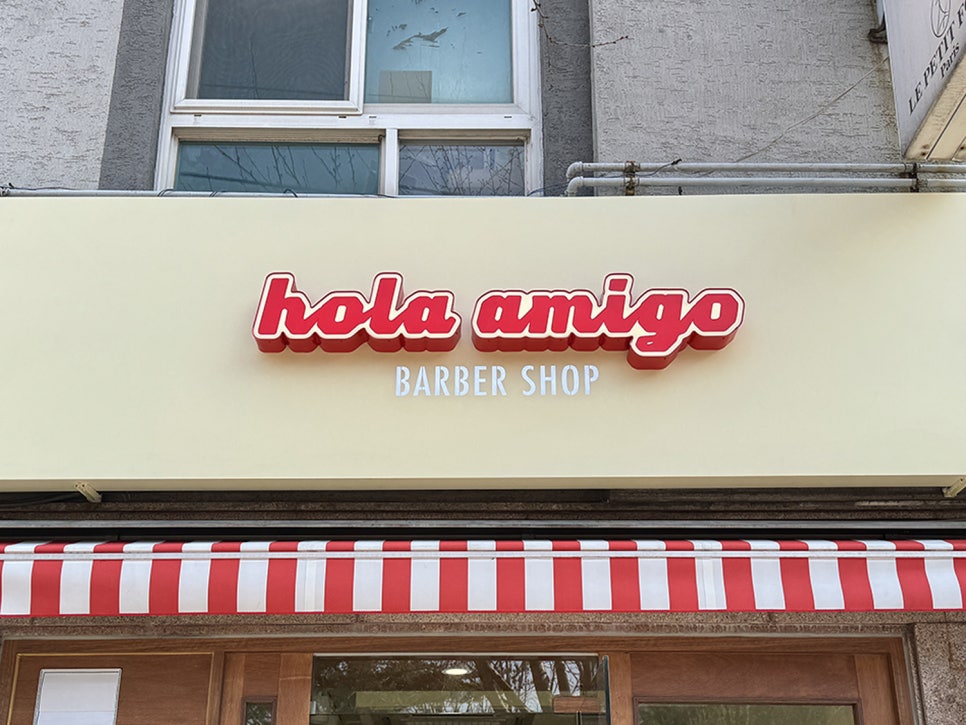 LE PETIT F
Paris
hola amigo
BARBER SHOP